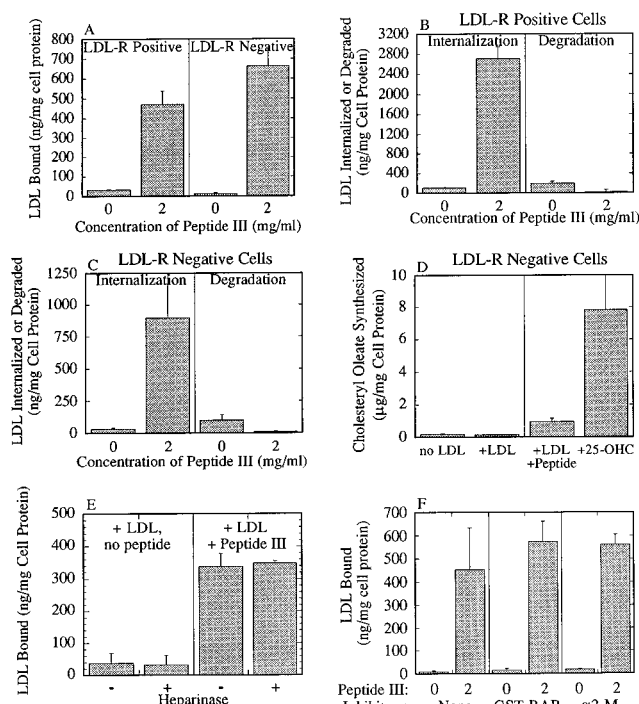 A
LDL-R Positive
LDL-R Negative
LDL Bound (ng/mg cell protein)
800
700
600
500
400
300
200
100
0
0
2
0
2
Concentration of Peptide III (mg/ml)
B
LDL-R Positive Cells
Internalization
Degradation
LDL Internalized or Degraded
(ng/mg Cell Protein)
3200
2800
2400
2000
1600
1200
800
400
0
0
2
0
2
Concentration of Peptide III (mg/ml)
C
LDL-R Negative Cells
Internalization
Degradation
LDL Internalized or Degraded
(ng/mg Cell Protein)
1250
1000
750
500
250
0
0
2
0
2
Concentration of Peptide III (mg/ml)
D
LDL-R Negative Cells
Cholesteryl Oleate Synthesized
(μg/mg Cell Protein)
10
8
6
4
2
0
no LDL
+LDL
+LDL
+Peptide
+25-OHC
E
+ LDL,
no peptide
+ LDL
+ Peptide III
LDL Bound (ng/mg Cell Protein)
500
400
300
200
100
0
-
+
-
+
Heparinase
F
LDL Bound
(ng/mg cell protein)
700
600
500
400
300
200
100
0
Peptide III:
0
2
0
2
0
2